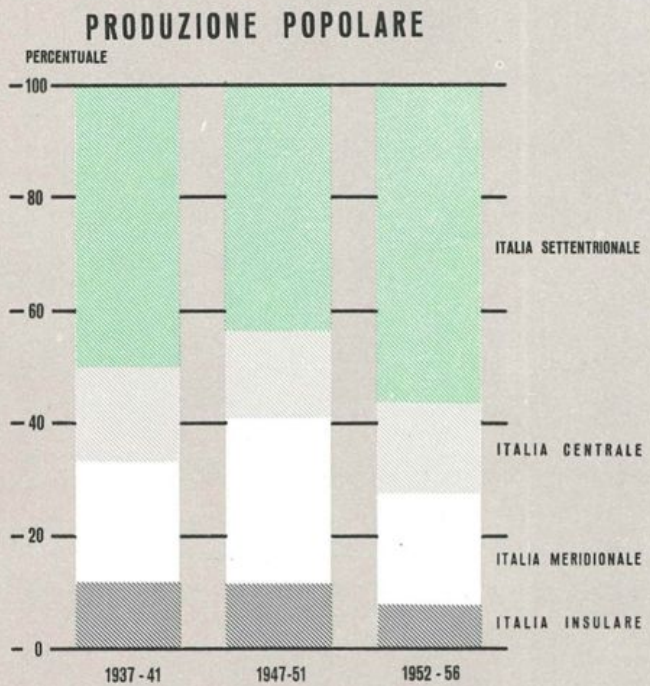 PRODUZIONE POPOLARE
PERCENTUALE
100
80
ITALIA SETTENTRIONALE
60
40
ITALIA CENTRALE
20
ITALIA MERIDIONALE
ITALIA INSULARE
0
1937 - 41 1947-51 1952 - 56